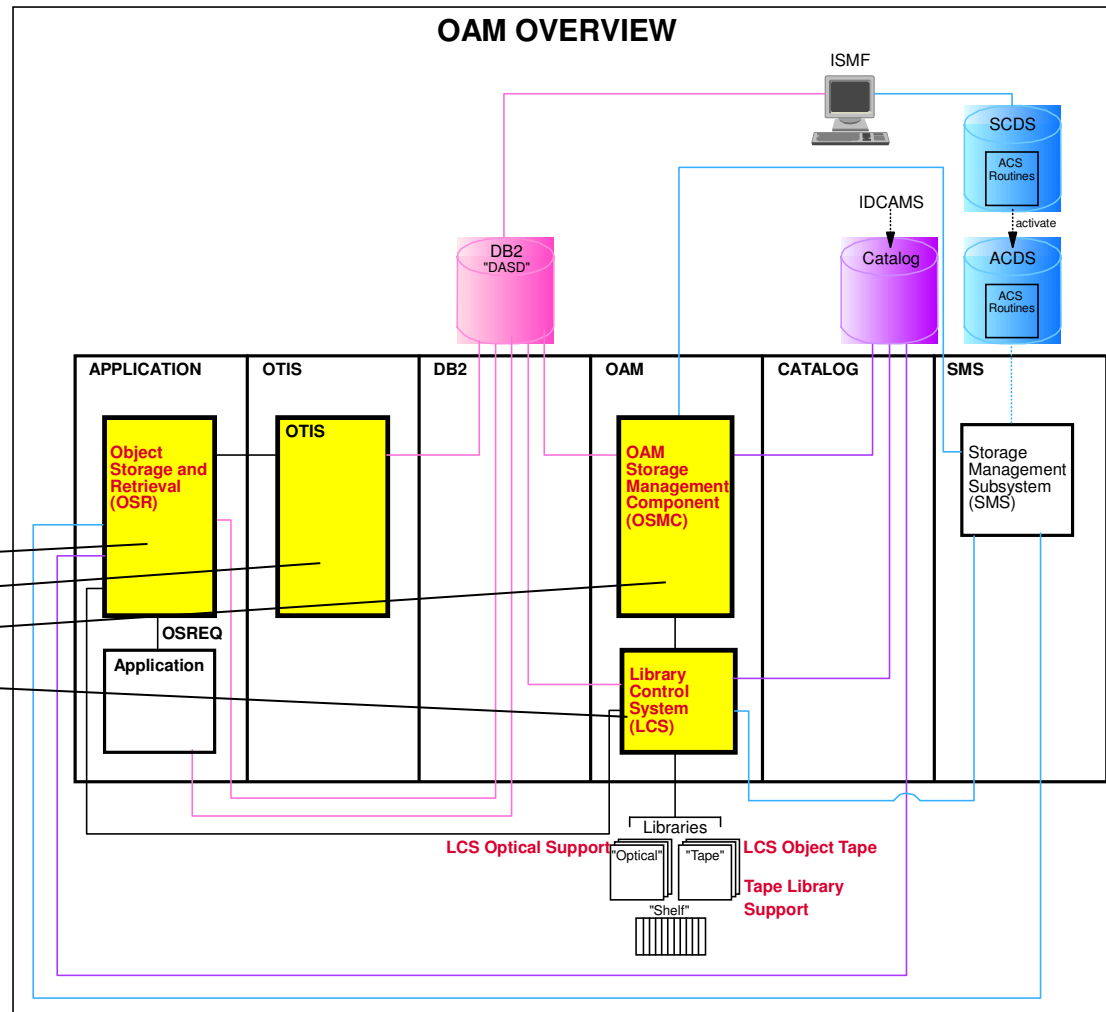 OAM OVERVIEW
ISMF
SCDS
ACS
Routines
IDCAMS
activate
DB2
"DASD"
Catalog
ACDS
ACS
Routines
APPLICATION
OTIS
DB2
OAM
CATALOG
SMS
Object
Storage and
Retrieval
(OSR)
OTIS
OAM
Storage
Management
Component
(OSMC)
Storage
Management
Subsystem
(SMS)
OSREQ
Application
Library
Control
System
(LCS)
Libraries
LCS Optical Support
"Optical"
"Tape"
LCS Object Tape
Tape Library
Support
"Shelf"